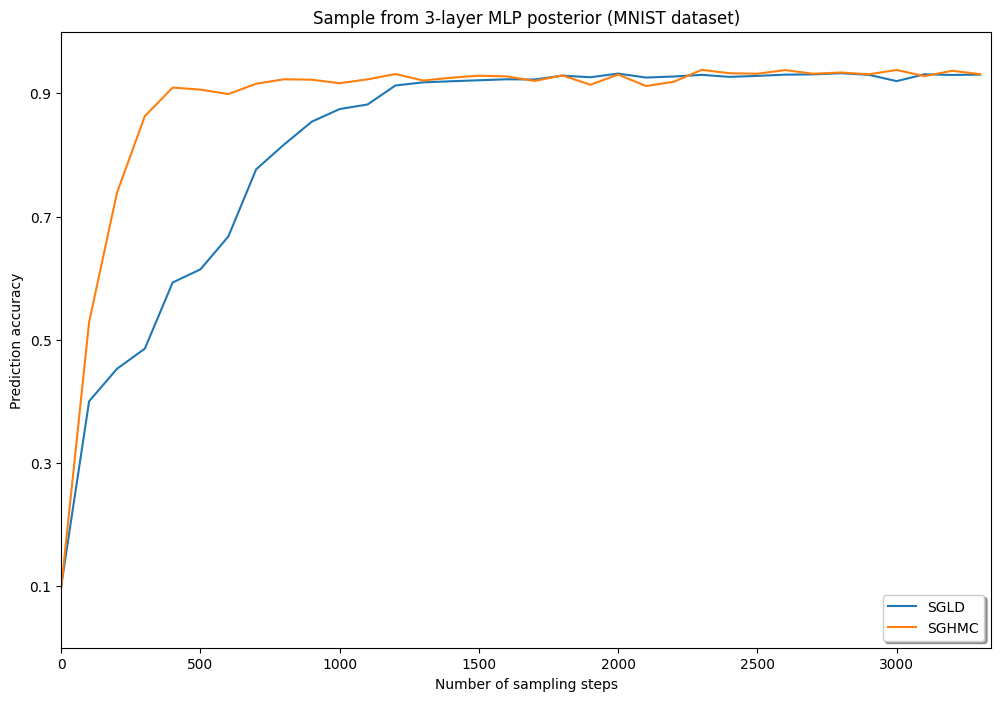 Sample from 3-layer MLP posterior (MNIST dataset)
Prediction accuracy
0.9
0.7
0.5
0.3
0.1
SGLD
SGHMC
0 500 1000 1500 2000 2500 3000
Number of sampling steps